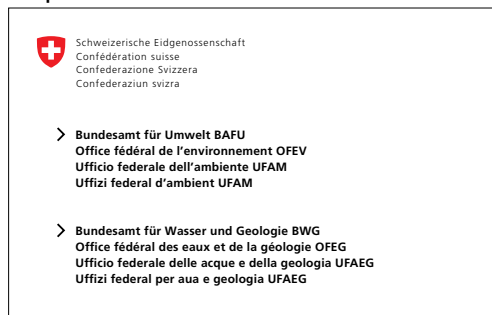 Schweizerische Eidgenossenschaft
Confédération suisse
Confederazione Svizzera
Confederaziun svizra
Bundesamt für Umwelt BAFU
Office fédéral de l'environnement OFEV
Ufficio federale dell'ambiente UFAM
Uffizi federal d'ambient UFAM
Bundesamt für Wasser und Geologie BWG
Office fédéral des eaux et de la géologie OFEG
Ufficio federale delle acque e della geologia UFAEG
Uffizi federal per aua e geologia UFAEG